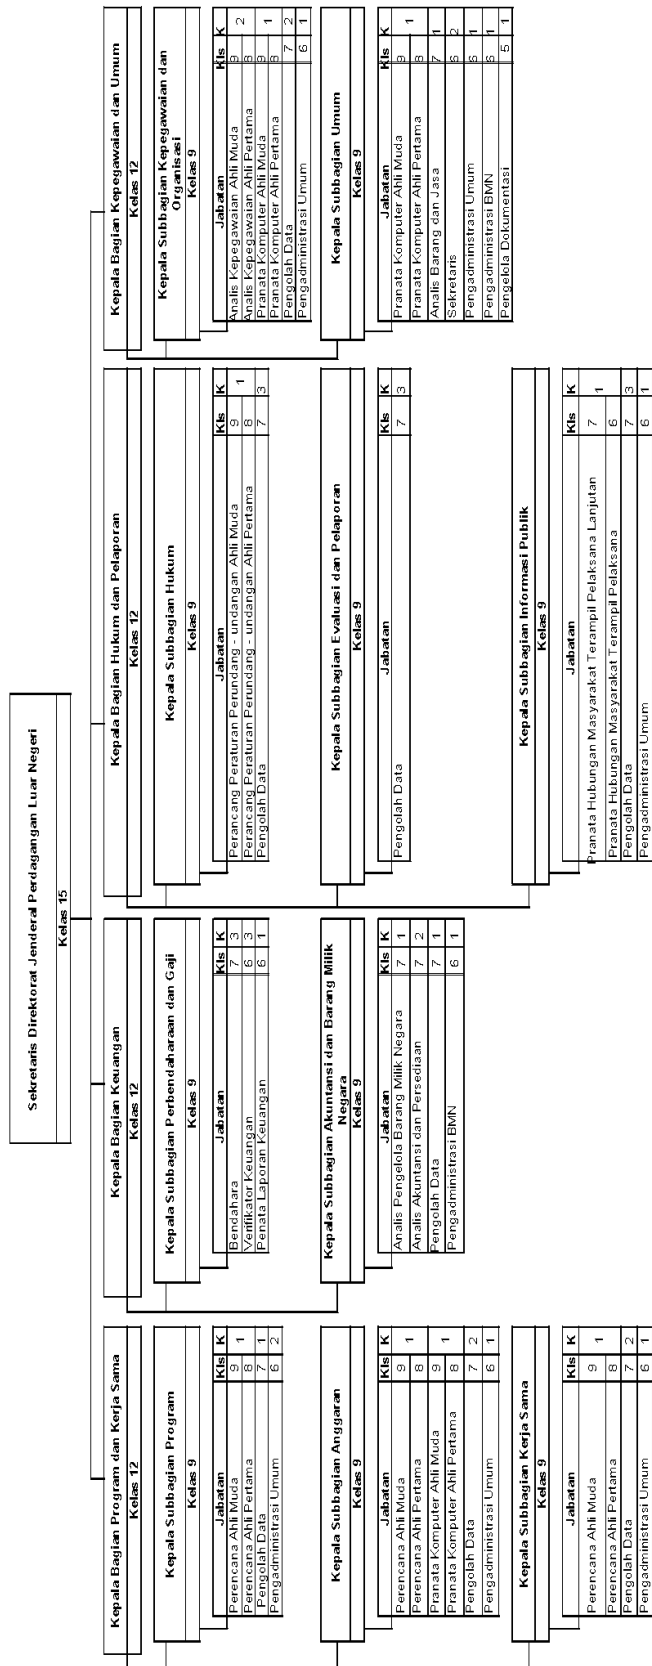 Sekretaris Direktorat Jenderal Perdagangan Luar Negeri
Kelas 15
Kepala Bagian Program dan Kerja Sama
Kelas 12
Kepala Subbagian Program
Kelas 9
Jabatan Kls K
Perencana Ahli Muda 9 1
Perencana Ahli Pertama 8
Pengolah Data 7 1
Pengadministrasi Umum 6 2
Kepala Subbagian Anggaran
Kelas 9
Jabatan Kls K
Perencana Ahli Muda 9 1
Perencana Ahli Pertama 8
Pranata Komputer Ahli Muda 9 1
Pranata Komputer Ahli Pertama 8
Pengolah Data 7 2
Pengadministrasi Umum 6 1
Kepala Subbagian Kerja Sama
Kelas 9
Jabatan Kls K
Perencana Ahli Muda 9 1
Perencana Ahli Pertama 8
Pengolah Data 7 2
Pengadministrasi Umum 6 1
Kepala Bagian Keuangan
Kelas 12
Kepala Subbagian Perbendaharaan dan Gaji
Kelas 9
Jabatan Kls K
Bendahara 7 3
Verifikator Keuangan 6 3
Penata Laporan Keuangan 6 1
Kepala Subbagian Akuntansi dan Barang Milik
Negara
Kelas 9
Jabatan Kls K
Analis Pengelola Barang Milik Negara 7 1
Analis Akuntansi dan Persediaan 7 2
Pengolah Data 7 1
Pengadministrasi BMN 6 1
Kepala Bagian Hukum dan Pelaporan
Kelas 12
Kepala Subbagian Hukum
Kelas 9
Jabatan Kls K
Perancang Peraturan Perundang - undangan Ahli Muda 9 1
Perancang Peraturan Perundang - undangan Ahli Pertama 8
Pengolah Data 7 3
Kepala Subbagian Evaluasi dan Pelaporan
Kelas 9
Jabatan Kls K
Pengolah Data 7 3
Kepala Subbagian Informasi Publik
Kelas 9
Jabatan Kls K
Pranata Hubungan Masyarakat Terampil Pelaksana Lanjutan 7 1
Pranata Hubungan Masyarakat Terampil Pelaksana 6
Pengolah Data 7 3
Pengadministrasi Umum 6 1
Kepala Bagian Kepegawaian dan Umum
Kelas 12
Kepala Subbagian Kepegawaian dan
Organisasi
Kelas 9
Jabatan Kls K
Analis Kepegawaian Ahli Muda 9 2
Analis Kepegawaian Ahli Pertama 8
Pranata Komputer Ahli Muda 9 1
Pranata Komputer Ahli Pertama 8
Pengolah Data 7 2
Pengadministrasi Umum 6 1
Kepala Subbagian Umum
Kelas 9
Jabatan Kls K
Pranata Komputer Ahli Muda 9 1
Pranata Komputer Ahli Pertama 8
Analis Barang dan Jasa 7 1
Sekretaris 6 2
Pengadministrasi Umum 6 1
Pengadministrasi BMN 6 1
Pengelola Dokumentasi 5 1